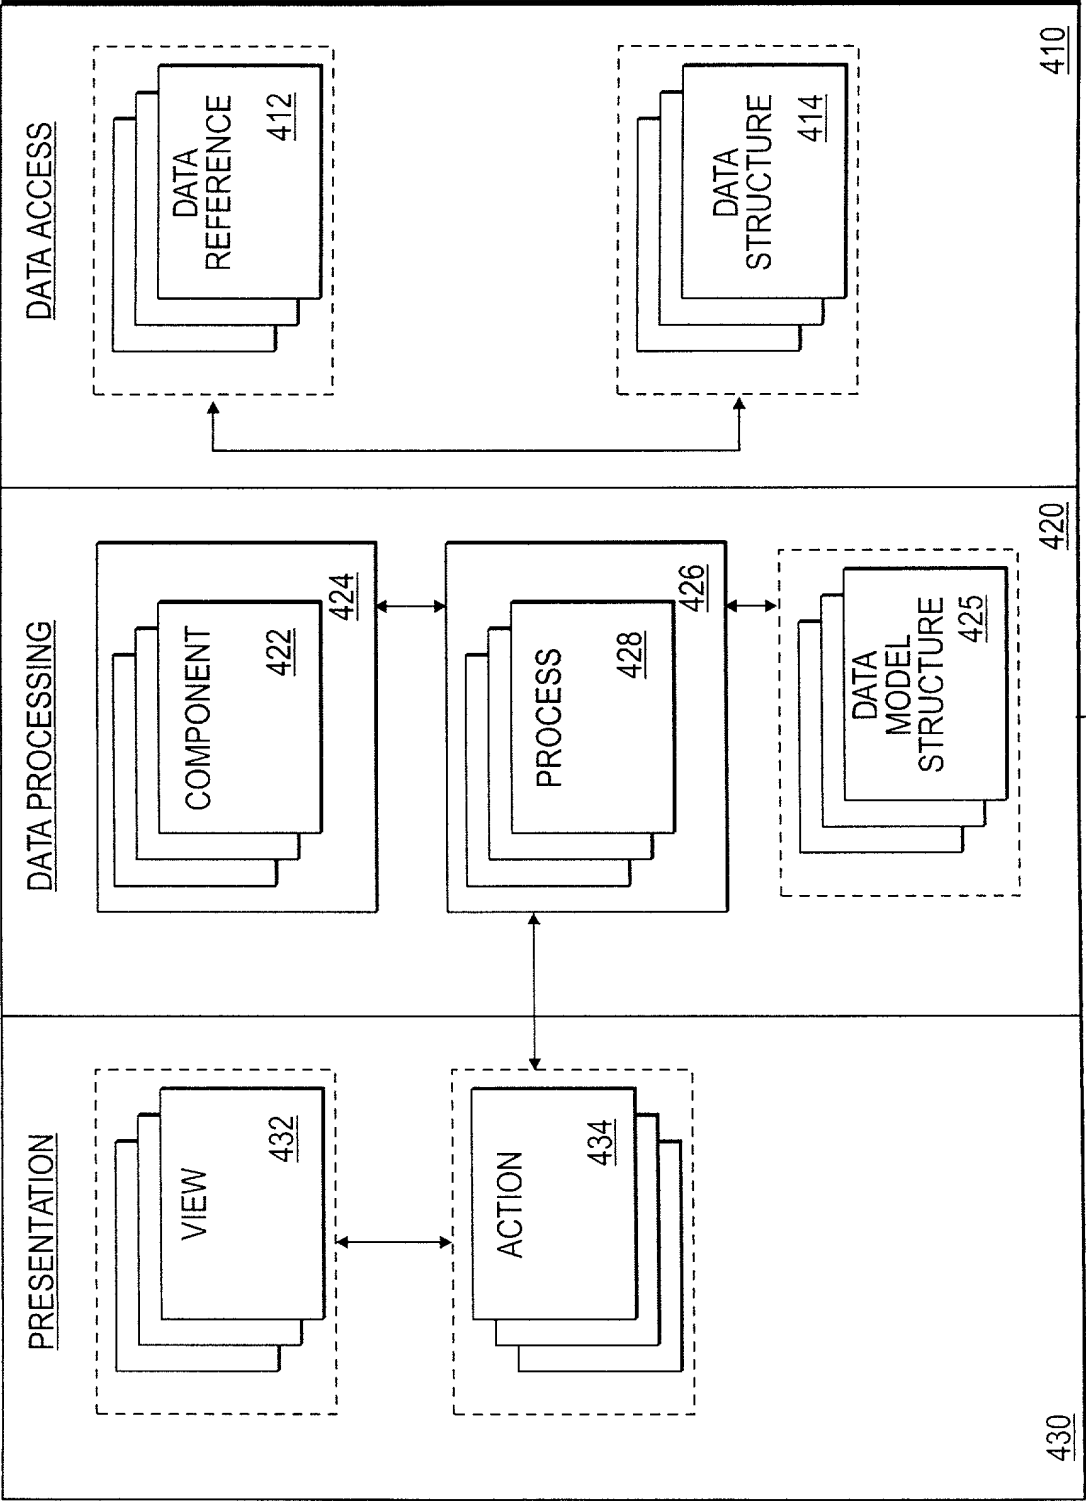 PRESENTATION
VIEW
432
ACTION
434
430
DATA PROCESSING
COMPONENT
422
424
PROCESS
428
426
DATA
MODEL
STRUCTURE
425
420
DATA ACCESS
DATA
REFERENCE
412
DATA
STRUCTURE
414
410